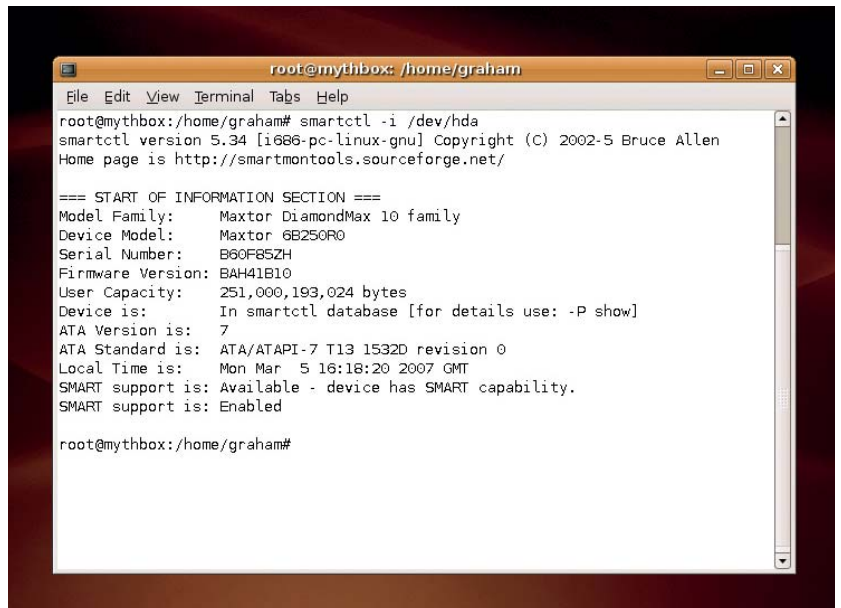 root@mythbox: /home/graham
File Edit View Terminal Tabs Help
root@mythbox:/home/graham# smartctl -i /dev/hda
smartctl version 5.34 [i686-pc-linux-gnu] Copyright (C) 2002-5 Bruce Allen
Home page is http://smartmontools.sourceforge.net/
=== START OF INFORMATION SECTION ===
Model Family: Maxtor DiamondMax 10 family
Device Model: Maxtor 6B250R0
Serial Number: B60F85ZH
Firmware Version: BAH41B10
User Capacity: 251,000,193,024 bytes
Device is: In smartctl database [for details use: -P show]
ATA Version is: 7
ATA Standard is: ATA/ATAPI-7 T13 1532D revision 0
Local Time is: Mon Mar 5 16:18:20 2007 GMT
SMART support is: Available - device has SMART capability.
SMART support is: Enabled
root@mythbox:/home/graham#